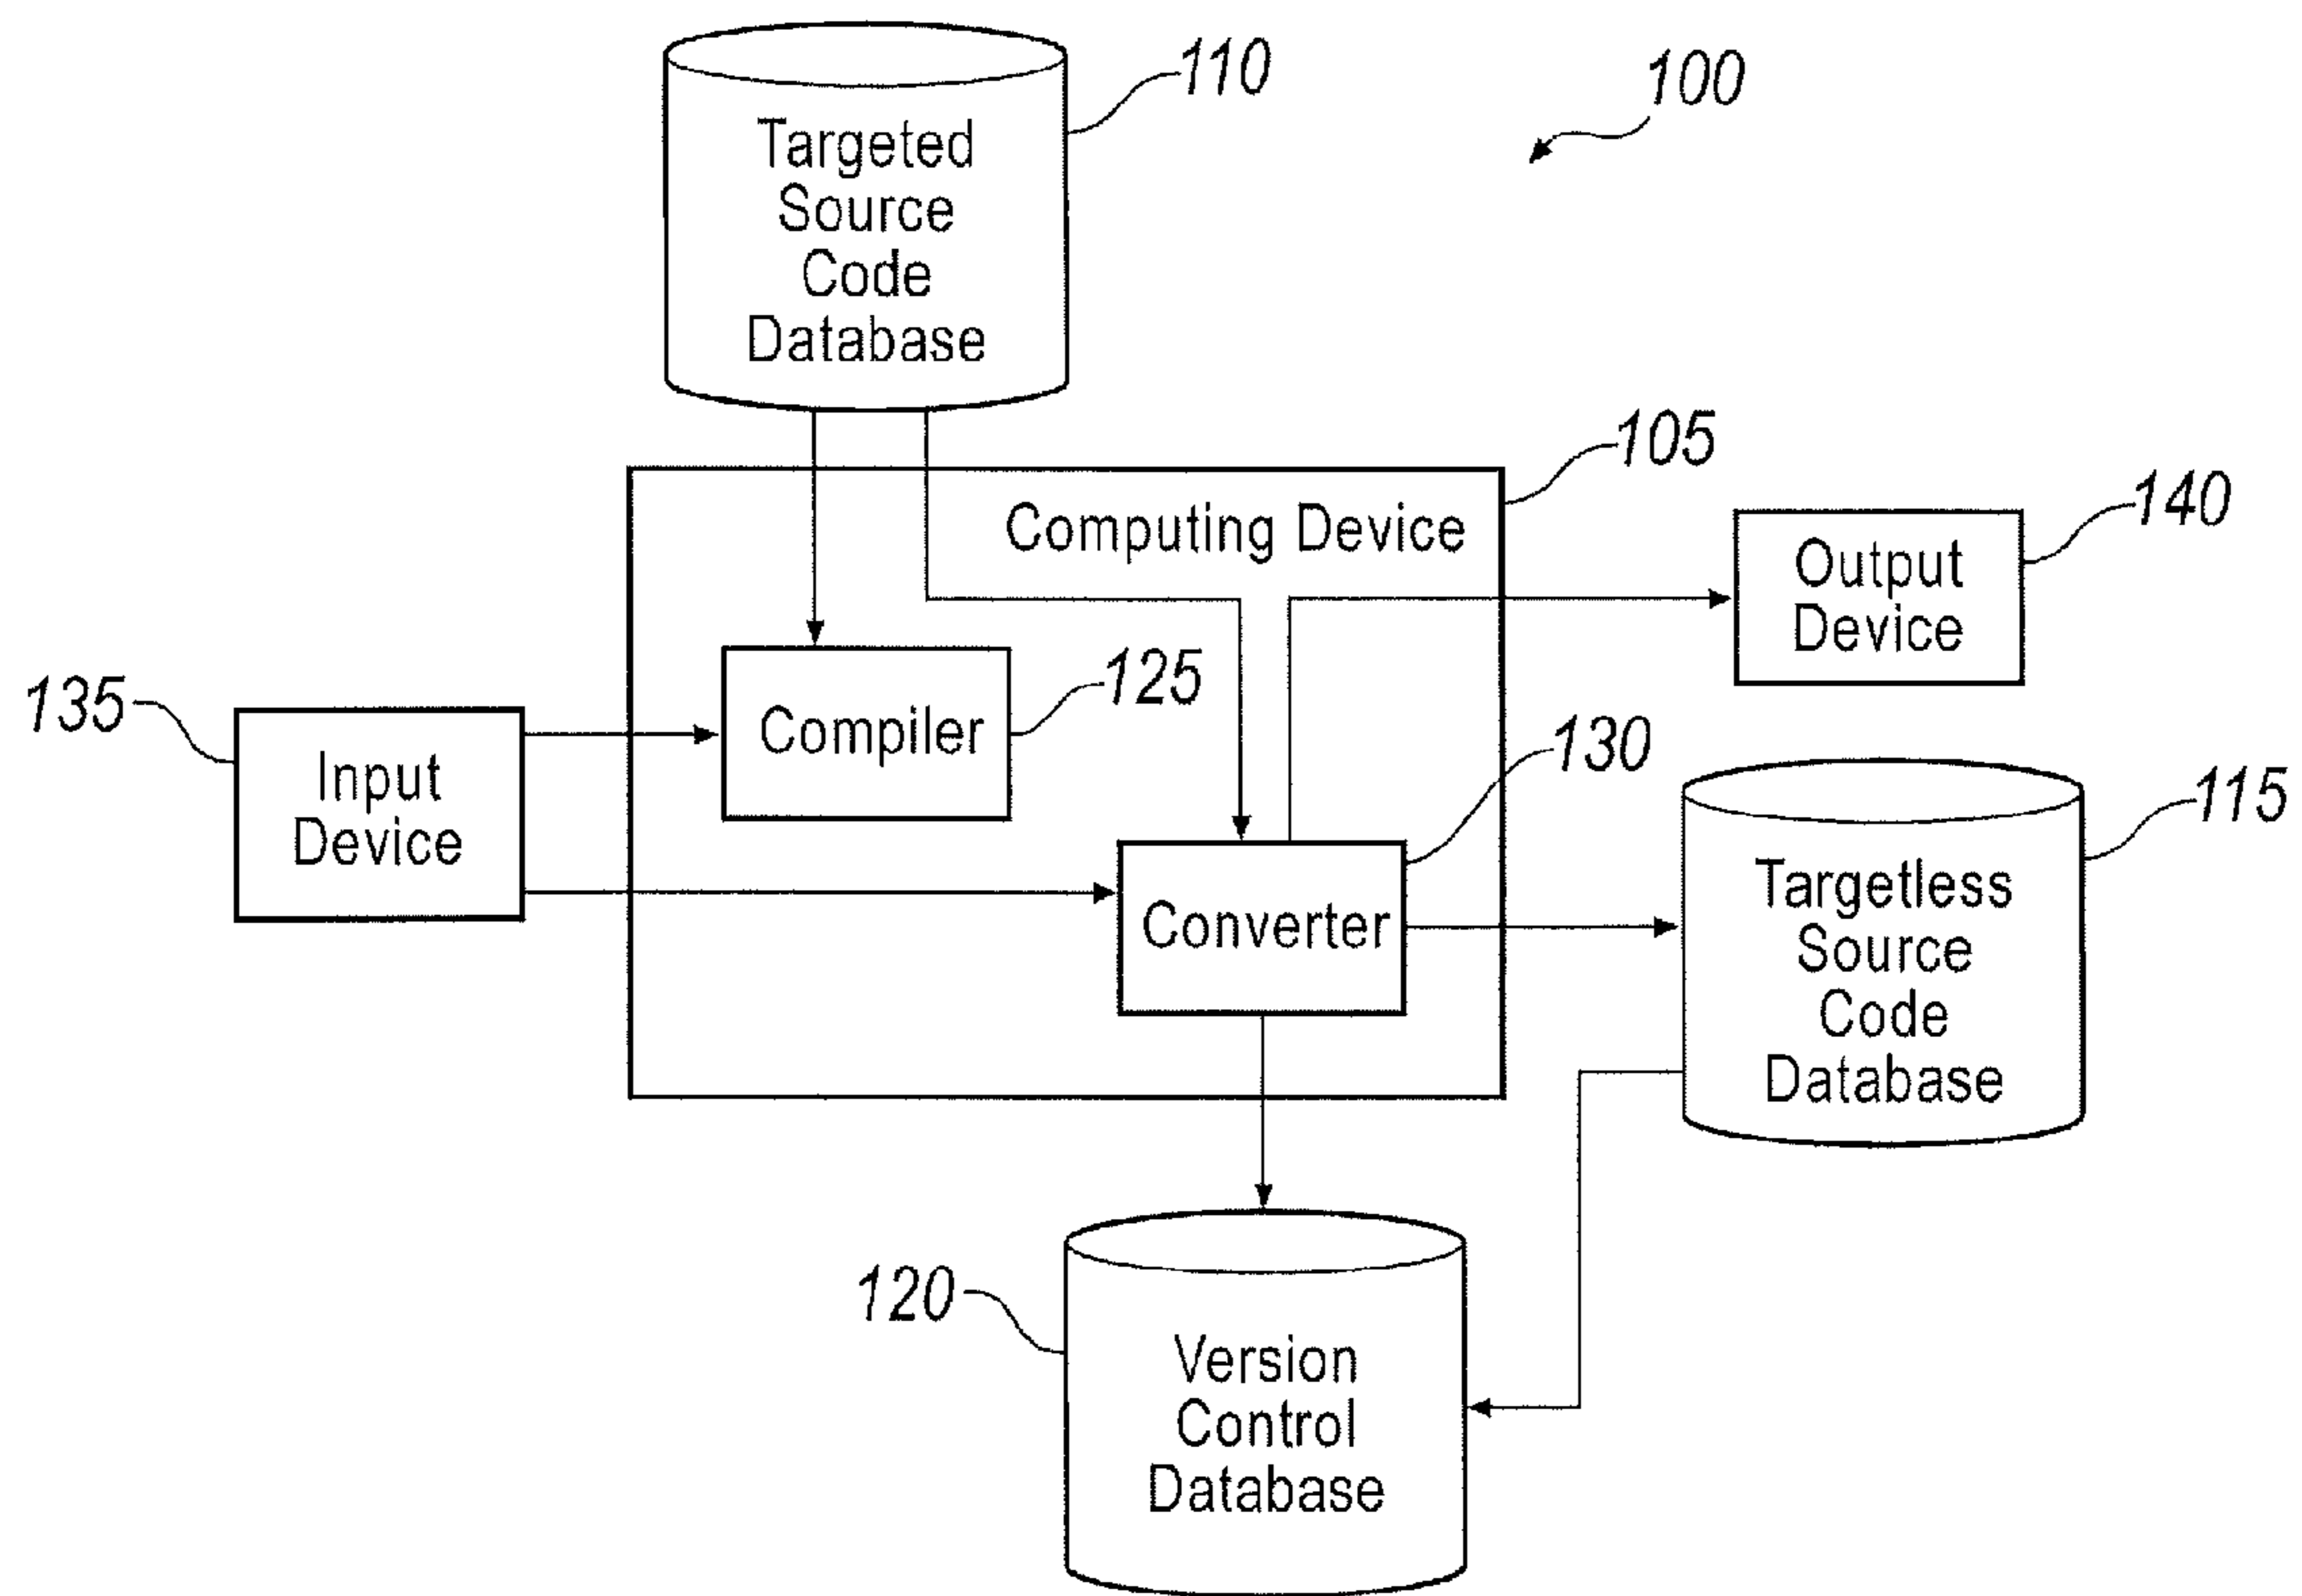 110
100
Targeted
Source
Code
Database
105
Computing Device
140
Output
Device
125
135
Compiler
130
Input
Device
115
Converter
Targetless
Source
Code
Database
120
Version
Control
Database